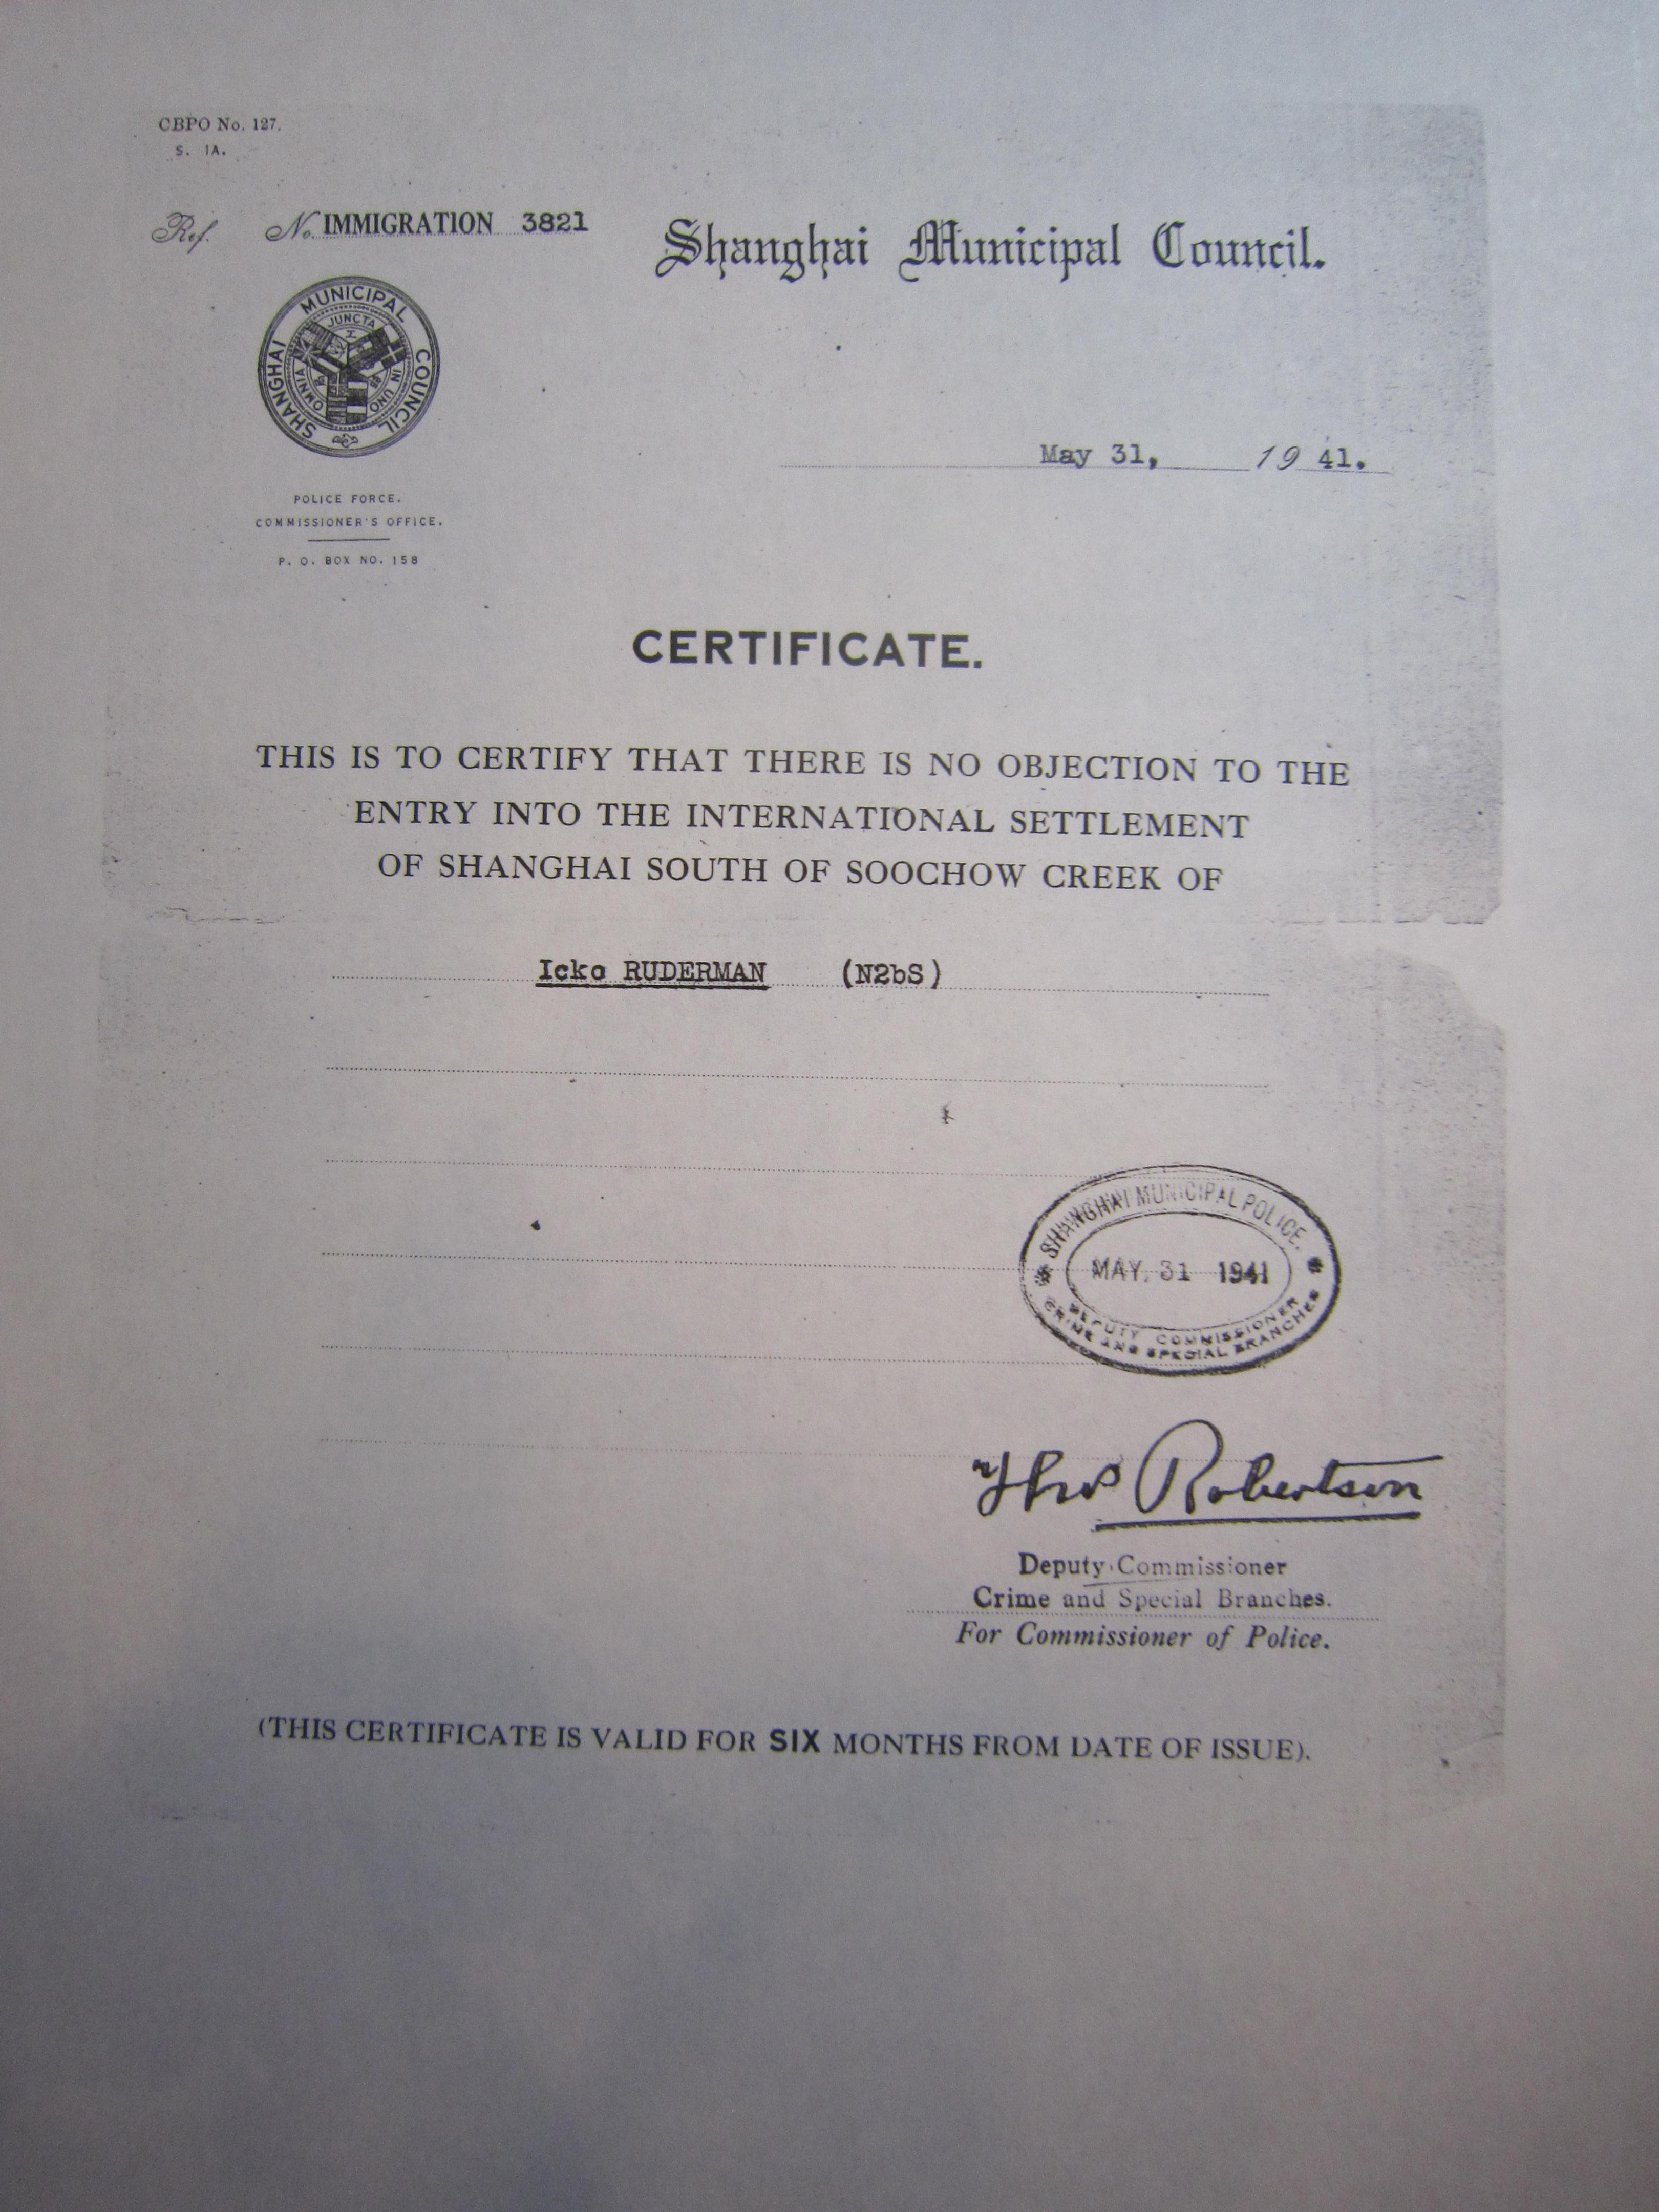 CBPO No. 127.
S. IA.
Ref. No. IMMIGRATION 3821
Shanghai Municipal Council.
SHANGHAI MUNICIPAL COUNCIL
OMNIA JUNCTA IN UNO
May 31, 19 41.
POLICE FORCE.
COMMISSIONER'S OFFICE.
P. O. BOX NO. 158
CERTIFICATE.
THIS IS TO CERTIFY THAT THERE IS NO OBJECTION TO THE
ENTRY INTO THE INTERNATIONAL SETTLEMENT
OF SHANGHAI SOUTH OF SOOCHOW CREEK OF
Icko RUDERMAN (N2bS)
SHANGHAI MUNICIPAL POLICE.
MAY. 31 1941
DEPUTY COMMISSIONER
CRIME AND SPECIAL BRANCHES
Thos Robertson
Deputy Commissioner
Crime and Special Branches.
For Commissioner of Police.
(THIS CERTIFICATE IS VALID FOR SIX MONTHS FROM DATE OF ISSUE).